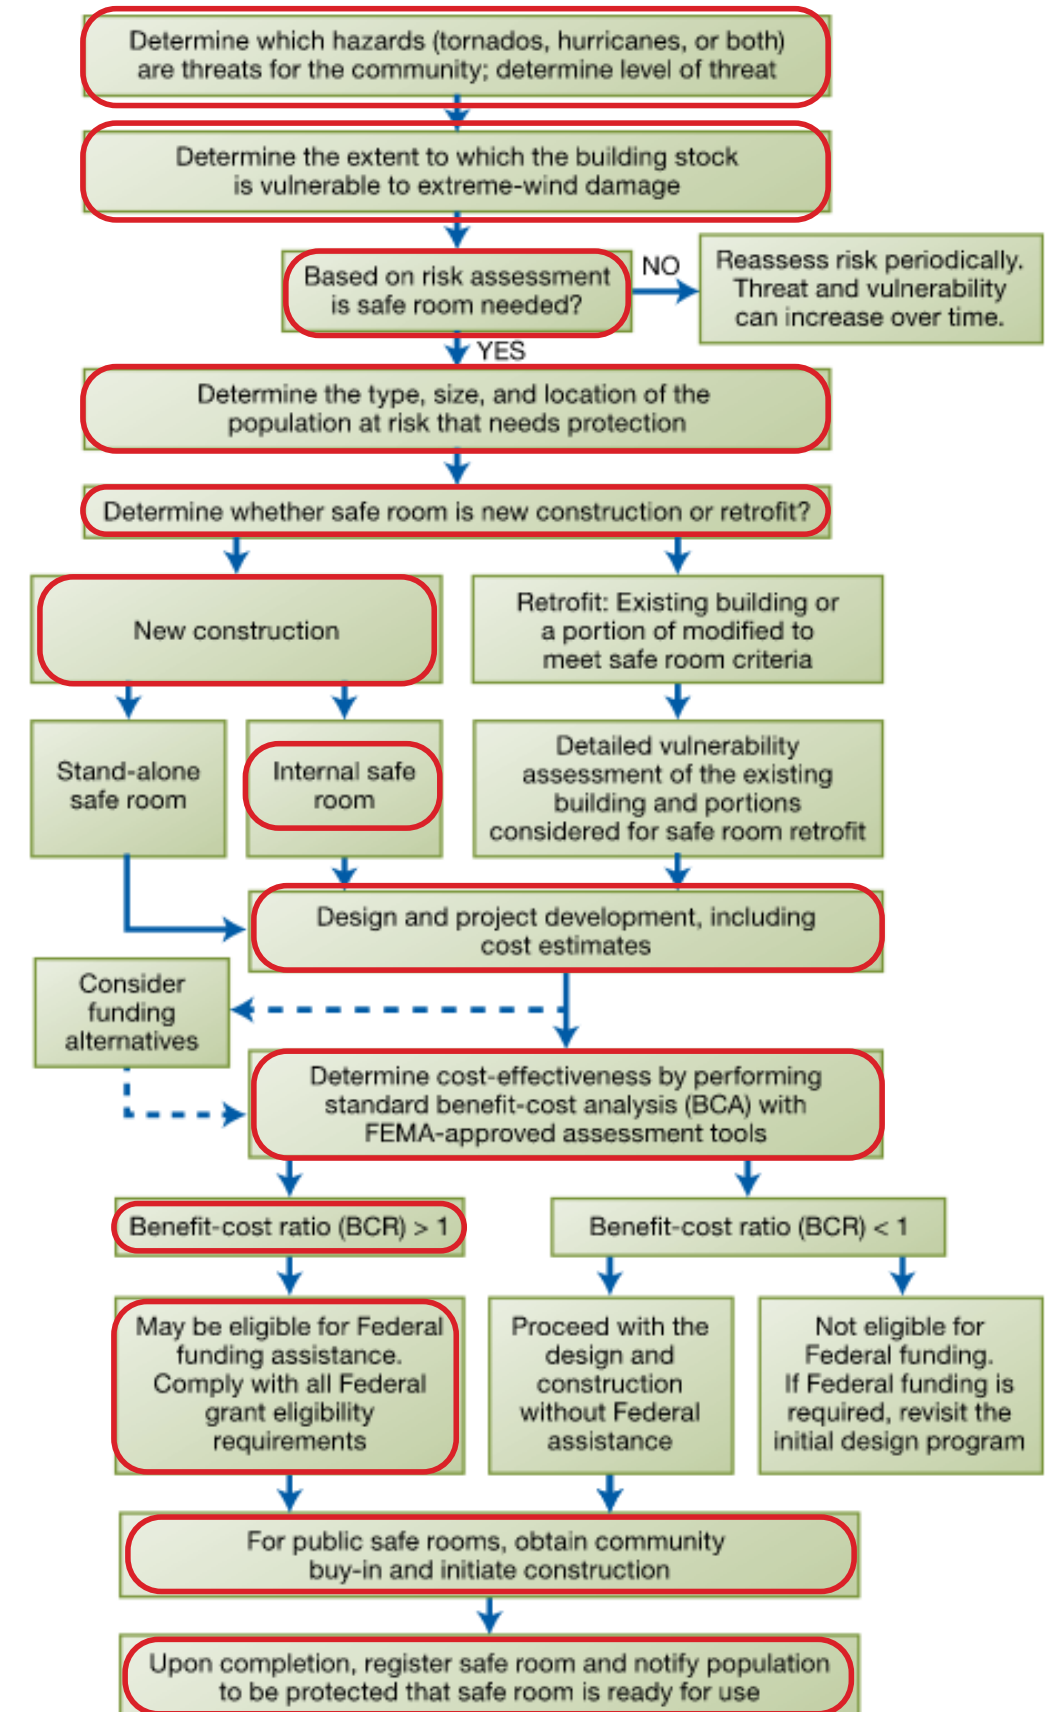 Determine which hazards (tornados, hurricanes, or both)
are threats for the community; determine level of threat
Determine the extent to which the building stock
is vulnerable to extreme-wind damage
Based on risk assessment
is safe room needed?
NO
Reassess risk periodically.
Threat and vulnerability
can increase over time.
YES
Determine the type, size, and location of the
population at risk that needs protection
Determine whether safe room is new construction or retrofit?
New construction
Retrofit: Existing building or
a portion of modified to
meet safe room criteria
Stand-alone
safe room
Internal safe
room
Detailed vulnerability
assessment of the existing
building and portions
considered for safe room retrofit
Design and project development, including
cost estimates
Consider
funding
alternatives
Determine cost-effectiveness by performing
standard benefit-cost analysis (BCA) with
FEMA-approved assessment tools
Benefit-cost ratio (BCR) > 1
Benefit-cost ratio (BCR) < 1
May be eligible for Federal
funding assistance.
Comply with all Federal
grant eligibility
requirements
Proceed with the
design and
construction
without Federal
assistance
Not eligible for
Federal funding.
If Federal funding is
required, revisit the
initial design program
For public safe rooms, obtain community
buy-in and initiate construction
Upon completion, register safe room and notify population
to be protected that safe room is ready for use